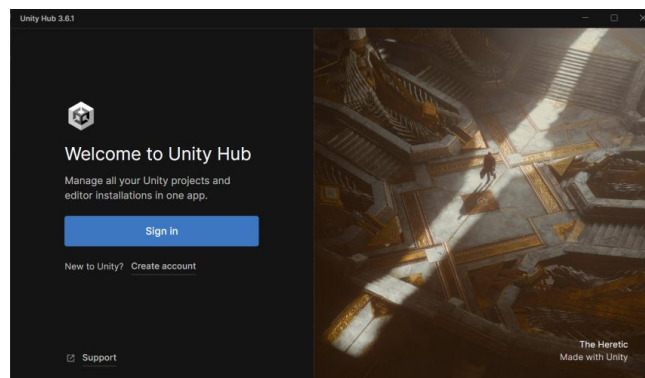 Unity Hub 3.6.1
Welcome to Unity Hub
Manage all your Unity projects and
editor installations in one app.
Sign in
New to Unity? Create account
Support
The Heretic
Made with Unity